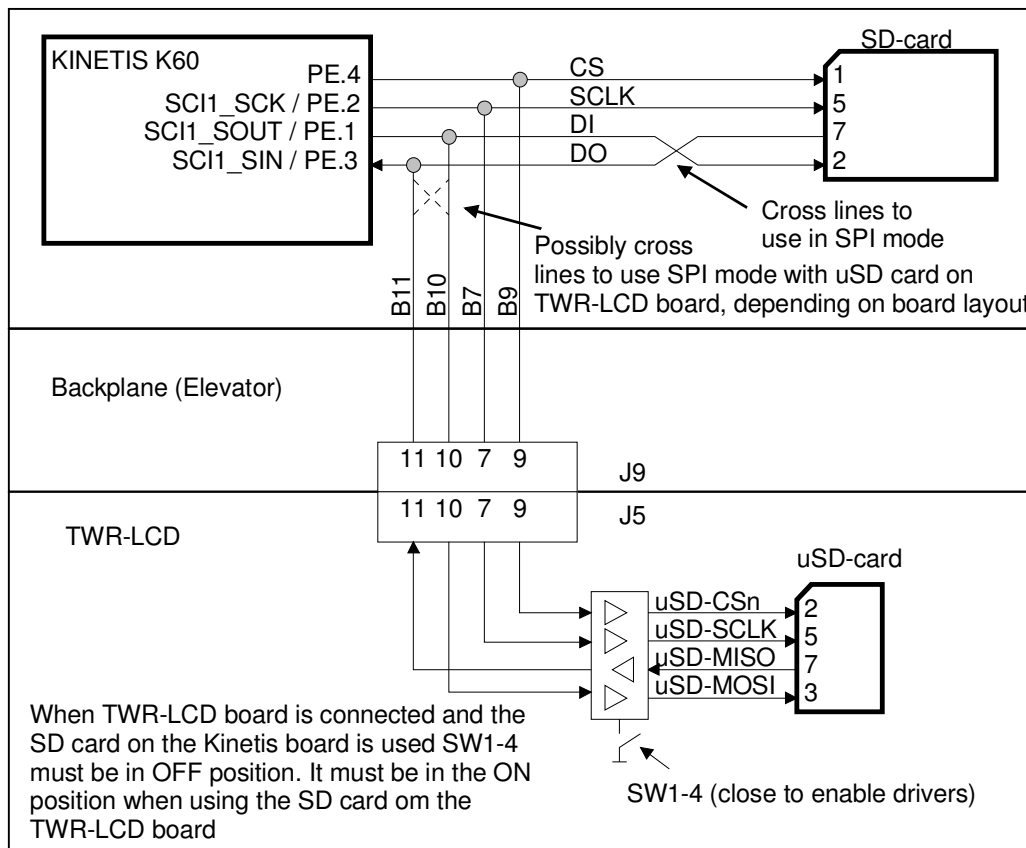 KINETIS K60
PE.4
SCI1_SCK / PE.2
SCI1_SOUT / PE.1
SCI1_SIN / PE.3
CS
SCLK
DI
DO
SD-card
1
5
7
2
Cross lines to
use in SPI mode
Possibly cross
lines to use SPI mode with uSD card on
TWR-LCD board, depending on board layout
B11
B10
B7
B9
Backplane (Elevator)
11 10 7 9
J9
11 10 7 9
J5
TWR-LCD
uSD-card
uSD-CSn
uSD-SCLK
uSD-MISO
uSD-MOSI
2
5
7
3
When TWR-LCD board is connected and the
SD card on the Kinetis board is used SW1-4
must be in OFF position. It must be in the ON
position when using the SD card om the
TWR-LCD board
SW1-4 (close to enable drivers)